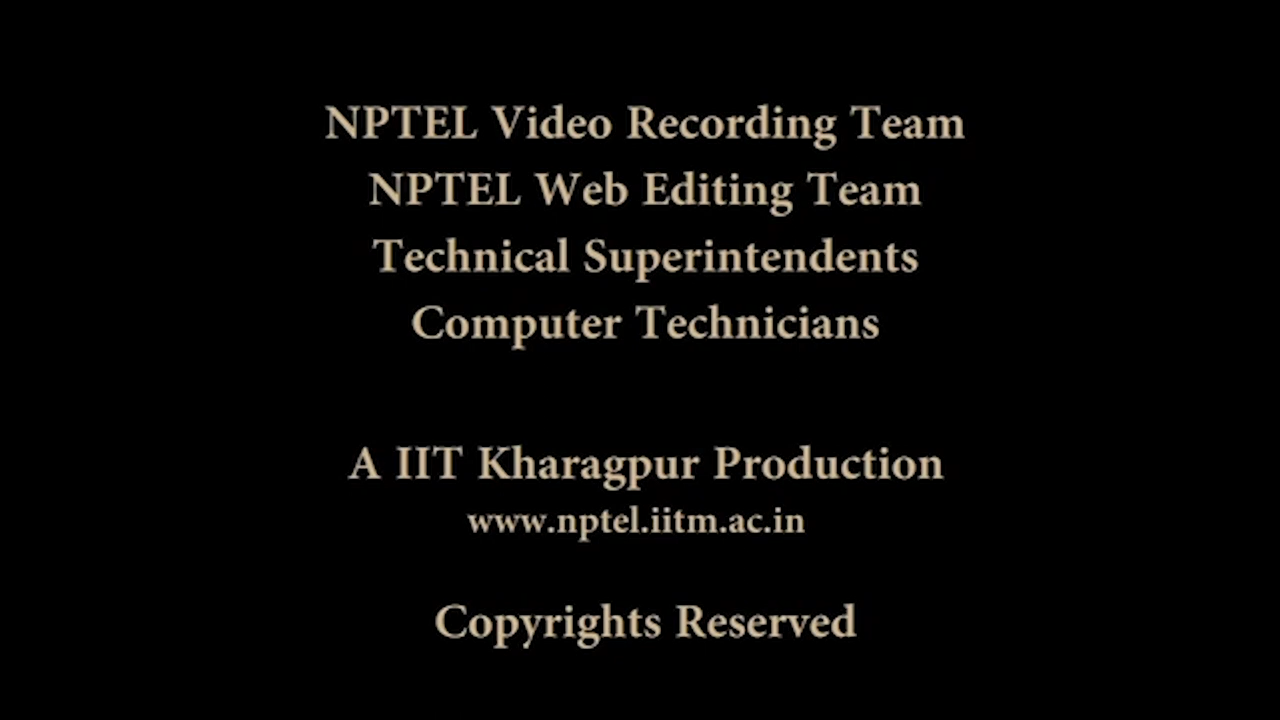 NPTEL Video Recording Team
NPTEL Web Editing Team
Technical Superintendents
Computer Technicians
A IIT Kharagpur Production
www.nptel.iitm.ac.in
Copyrights Reserved